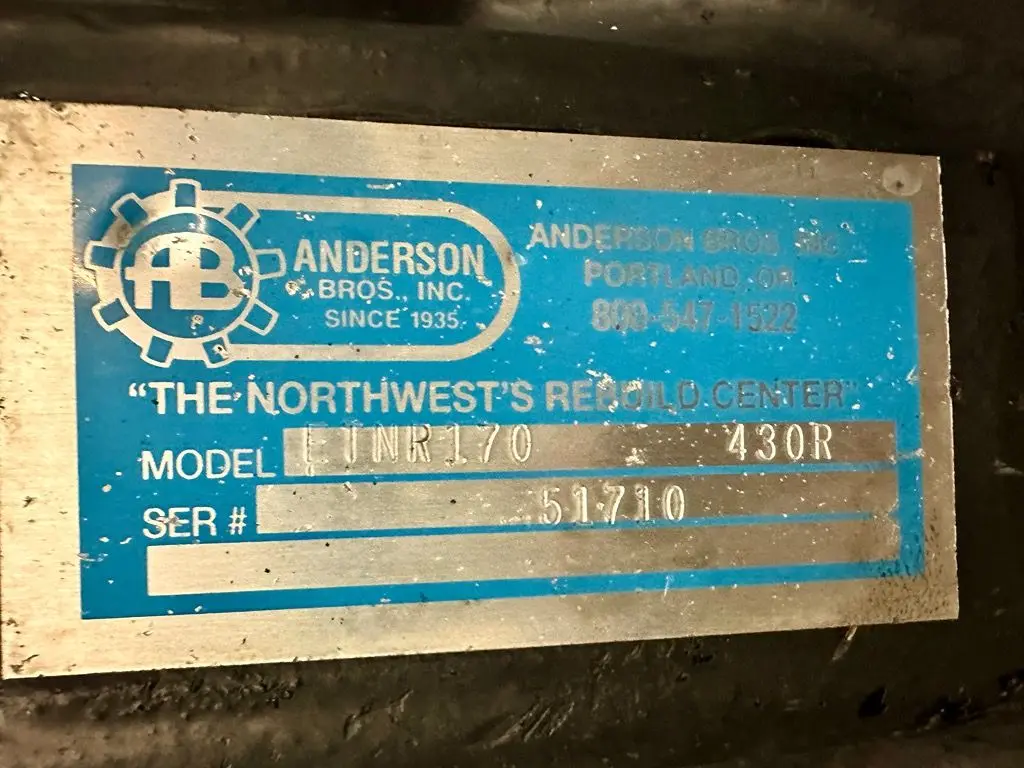 AB
ANDERSON
BROS., INC.
SINCE 1935
ANDERSON BROS. INC.
PORTLAND, OR
800-547-1522
"THE NORTHWEST'S REBUILD CENTER"
MODEL 430R
SER # 51710